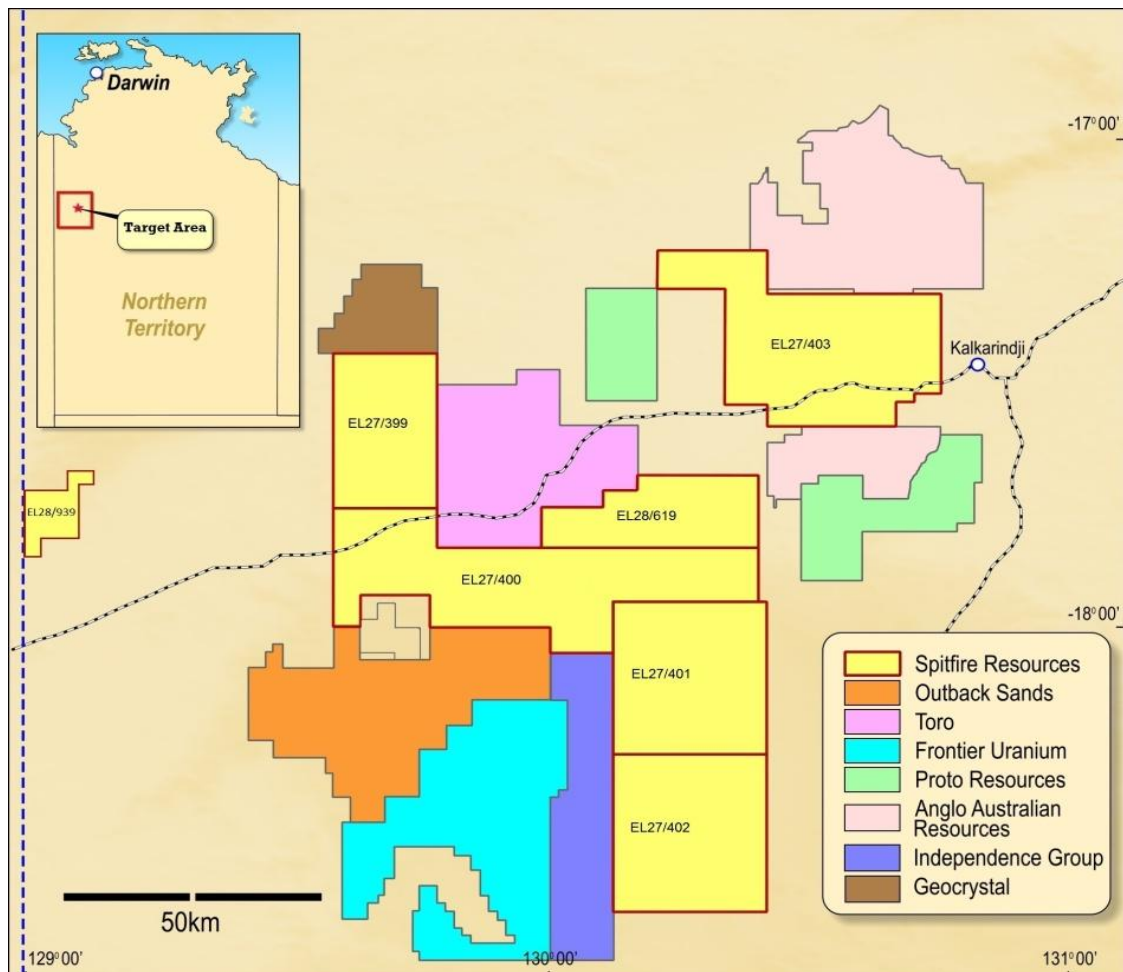 Darwin
Target Area
Northern
Territory
-17°00'
EL27/403
Kalkarindji
EL27/399
EL28/939
EL28/619
EL27/400
-18°00'
EL27/401
EL27/402
Spitfire Resources
Outback Sands
Toro
Frontier Uranium
Proto Resources
Anglo Australian
Resources
Independence Group
Geocrystal
50km
129°00'
130°00'
131°00'